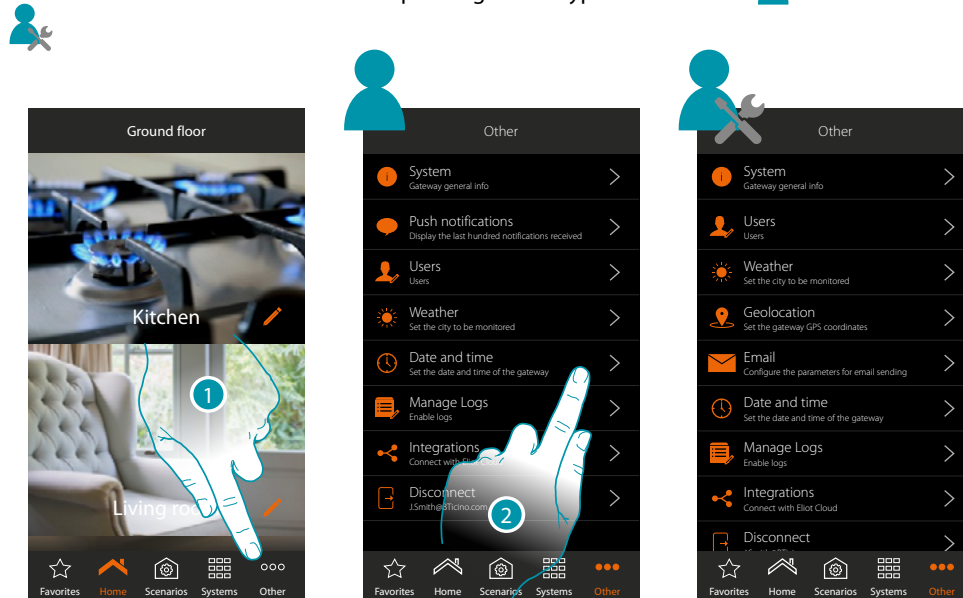 Ground floor
Kitchen
1
Favorites Home Scenarios Systems Other
Other
System
Gateway general info
Push notifications
Display the last hundred notifications received
Users
Users
Weather
Set the city to be monitored
Date and time
Set the date and time of the gateway
Manage Logs
Enable logs
Integrations
Connect with
Disconnect
J.Smith@BTicino.com
2
Favorites Home Scenarios Systems Other
Other
System
Gateway general info
Users
Users
Weather
Set the city to be monitored
Geolocation
Set the gateway GPS coordinates
Email
Configure the parameters for email sending
Date and time
Set the date and time of the gateway
Manage Logs
Enable logs
Integrations
Connect with Eliot Cloud
Disconnect
Favorites Home Scenarios Systems Other